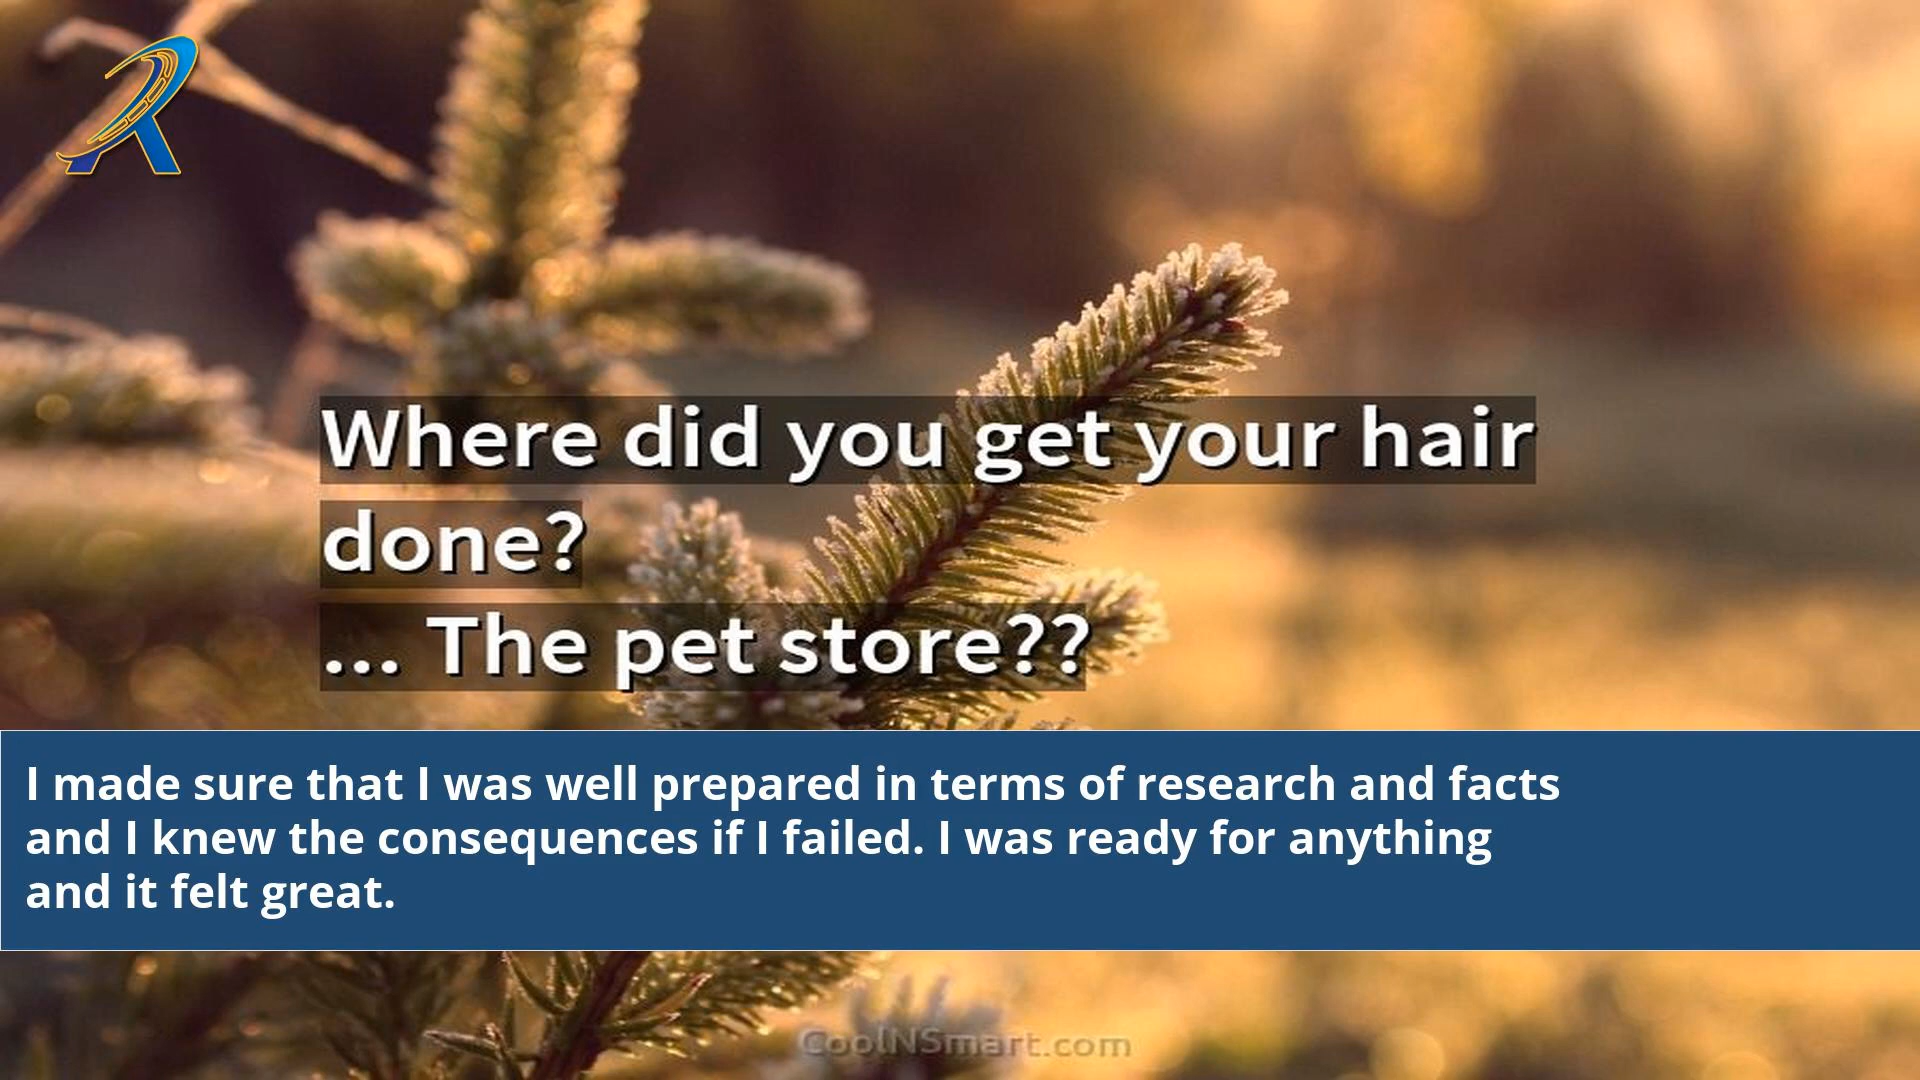 Where did you get your hair
done?
... The pet store??
I made sure that I was well prepared in terms of research and facts
and I knew the consequences if I failed. I was ready for anything
and it felt great.
CoolNSmart.com